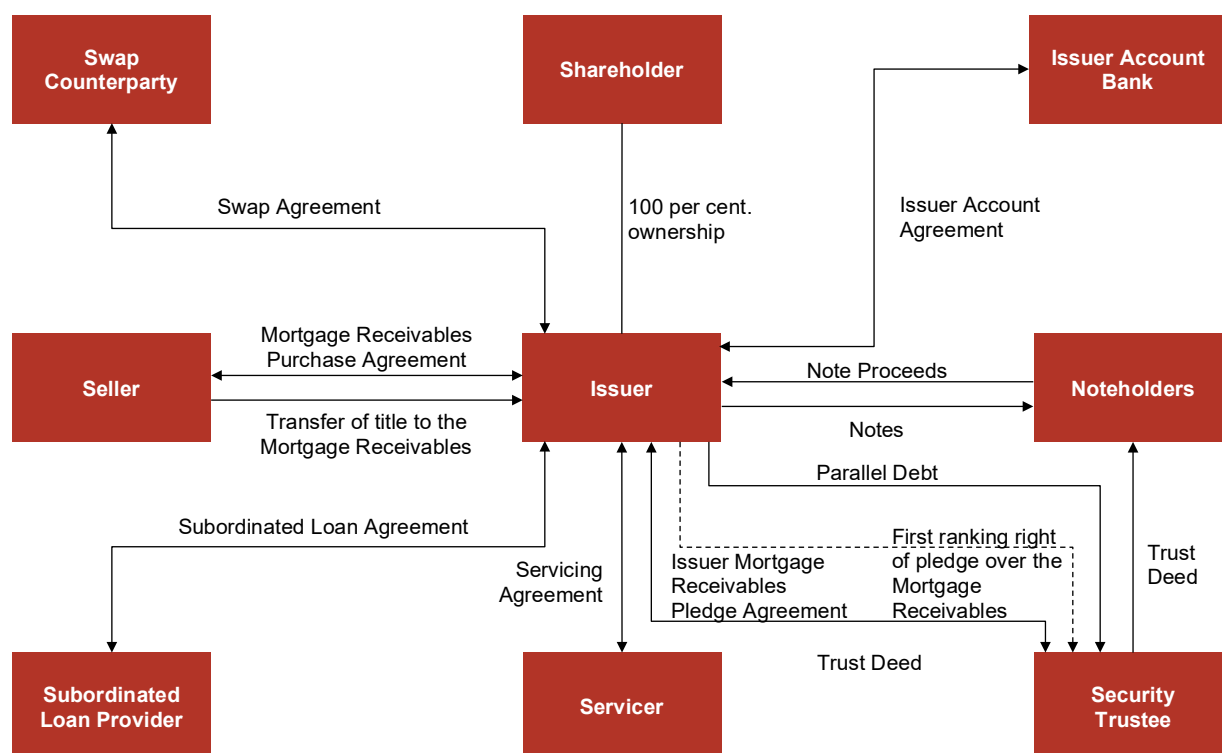 Swap
Counterparty
Shareholder
Issuer Account
Bank
Swap Agreement
100 per cent.
ownership
Issuer Account
Agreement
Mortgage Receivables
Purchase Agreement
Seller
Issuer
Note Proceeds
Noteholders
Transfer of title to the
Mortgage Receivables
Notes
Parallel Debt
Subordinated Loan Agreement
Servicing
Agreement
Issuer Mortgage
Receivables
Pledge Agreement
First ranking right
of pledge over the
Mortgage
Receivables
Trust
Deed
Trust Deed
Subordinated
Loan Provider
Servicer
Security
Trustee